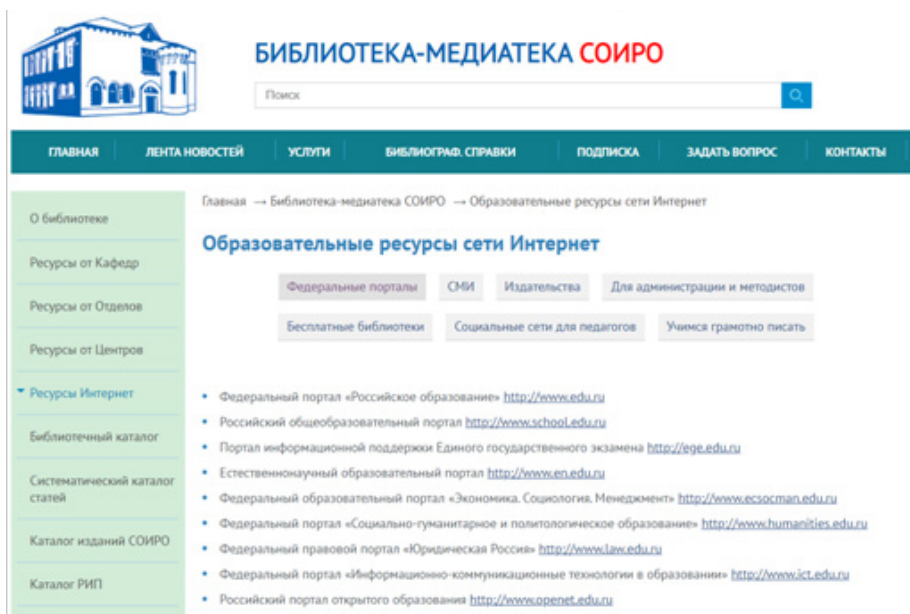 БИБЛИОТЕКА-МЕДИАТЕКА СОИРО
Поиск
ГЛАВНАЯ ЛЕНТА НОВОСТЕЙ УСЛУГИ БИБЛИОГРАФ. СПРАВКИ ПОДПИСКА ЗАДАТЬ ВОПРОС КОНТАКТЫ
О библиотеке
Ресурсы от Кафедр
Ресурсы от Отделов
Ресурсы от Центров
Ресурсы Интернет
Библиотечный каталог
Систематический каталог
статей
Каталог изданий СОИРО
Каталог РИП
Главная → Библиотека-медиатека СОИРО → Образовательные ресурсы сети Интернет
Образовательные ресурсы сети Интернет
Федеральные порталы СМИ Издательства Для администрации и методистов
Бесплатные библиотеки Социальные сети для педагогов Учимся грамотно писать
• Федеральный портал «Российское образование» http://www.edu.ru
• Российский общеобразовательный портал http://www.school.edu.ru
• Портал информационной поддержки Единого государственного экзамена http://ege.edu.ru
• Естественнонаучный образовательный портал http://www.en.edu.ru
• Федеральный образовательный портал «Экономика. Социология. Менеджмент» http://www.ecsocman.edu.ru
• Федеральный портал «Социально-гуманитарное и политологическое образование» http://www.humanities.edu.ru
• Федеральный правовой портал «Юридическая Россия» http://www.law.edu.ru
• Федеральный портал «Информационно-коммуникационные технологии в образовании» http://www.ict.edu.ru
• Российский портал открытого образования http://www.openet.edu.ru